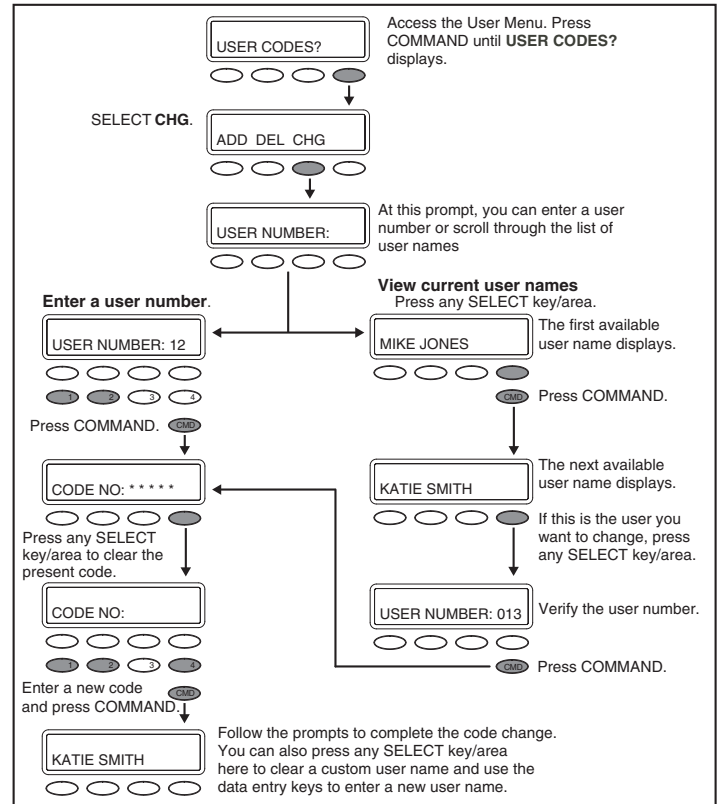 Access the User Menu. Press
COMMAND until USER CODES?
displays.
USER CODES?
SELECT CHG.
ADD DEL CHG
At this prompt, you can enter a user
number or scroll through the list of
user names
USER NUMBER:
Enter a user number.
USER NUMBER: 12
1 2 3 4
Press COMMAND. CMD
CODE NO: * * * * *
Press any SELECT
key/area to clear the
present code.
CODE NO:
1 2 3 4
Enter a new code
and press COMMAND.
CMD
KATIE SMITH
View current user names
Press any SELECT key/area.
MIKE JONES
The first available
user name displays.
CMD Press COMMAND.
KATIE SMITH
The next available
user name displays.
If this is the user you
want to change, press
any SELECT key/area.
USER NUMBER: 013
Verify the user number.
CMD Press COMMAND.
Follow the prompts to complete the code change.
You can also press any SELECT key/area
here to clear a custom user name and use the
data entry keys to enter a new user name.